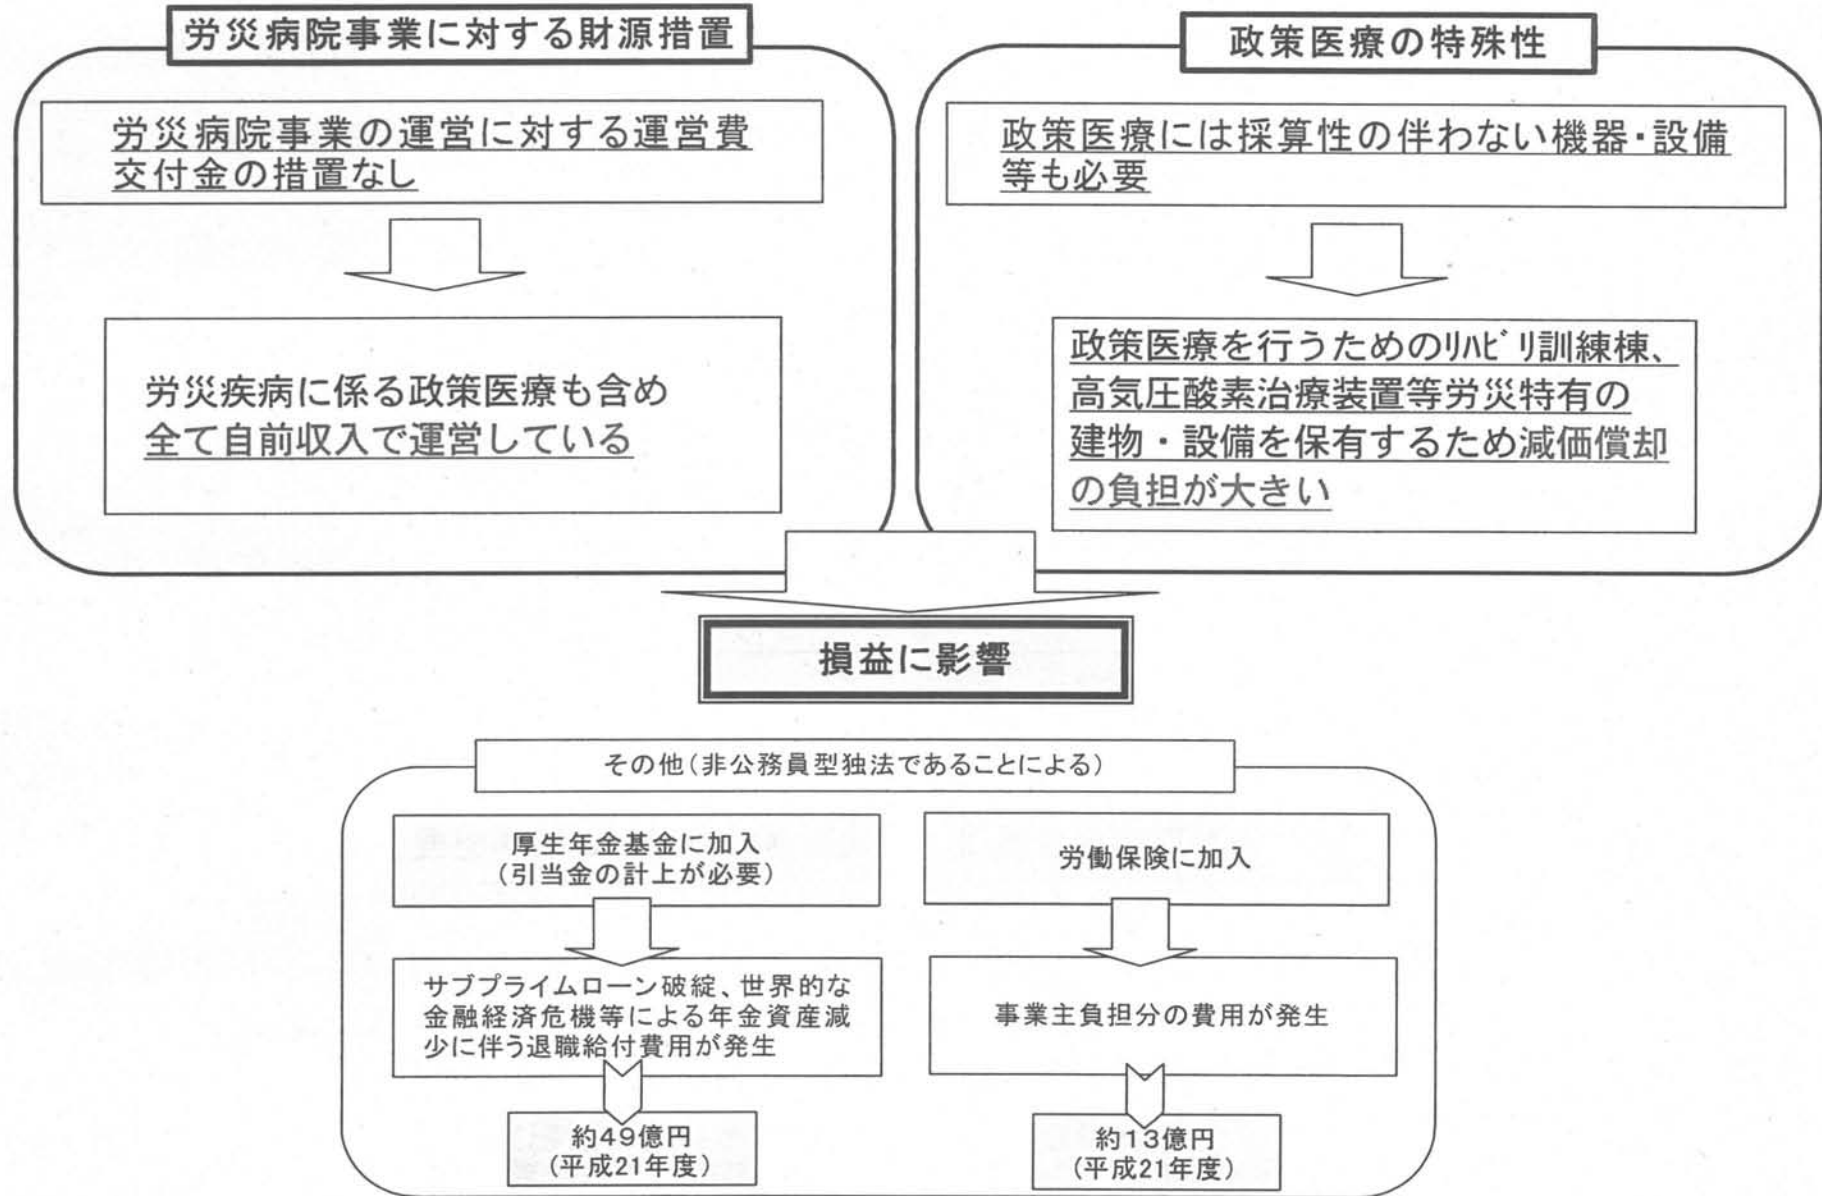 労災病院事業に対する財源措置
労災病院事業の運営に対する運営費
交付金の措置なし
労災疾病に係る政策医療も含め
全て自前収入で運営している
政策医療の特殊性
政策医療には採算性の伴わない機器・設備
等も必要
政策医療を行うためのﾘﾊﾋﾞﾘ訓練棟、
高気圧酸素治療装置等労災特有の
建物・設備を保有するため減価償却
の負担が大きい
損益に影響
その他(非公務員型独法であることによる)
厚生年金基金に加入
(引当金の計上が必要)
サブプライムローン破綻、世界的な
金融経済危機等による年金資産減
少に伴う退職給付費用が発生
約49億円
(平成21年度)
労働保険に加入
事業主負担分の費用が発生
約13億円
(平成21年度)